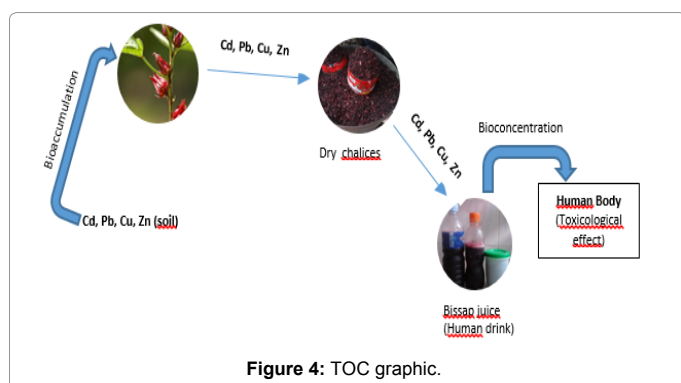 Bioaccumulation
Cd, Pb, Cu, Zn (soil)
Cd, Pb, Cu, Zn
Dry chalices
Cd, Pb, Cu, Zn
Bissap juice
(Human drink)
Bioconcentration
Human Body
(Toxicological
effect)
Figure 4: TOC graphic.